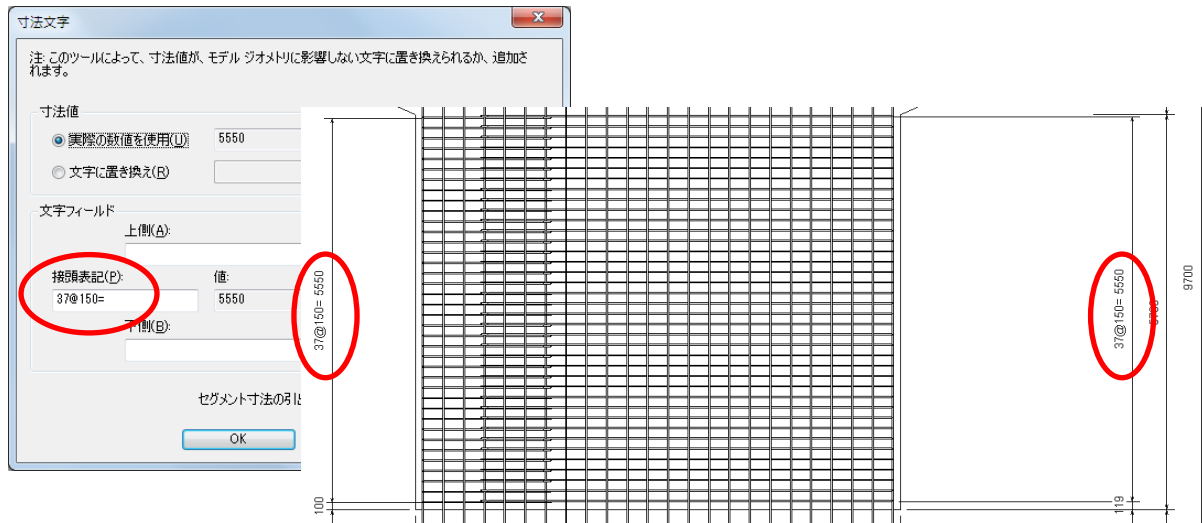 寸法文字
注: このツールによって、寸法値が、モデル ジオメトリに影響しない文字に置き換えられるか、追加さ
れます。
寸法値
実際の数値を使用(U)
5550
文字に置き換え(R)
文字フィールド
上側(A):
接頭表記(P):
値:
37@150=
5550
下側(B):
セグメント寸法の引出
OK
37@150= 5550
100
37@150= 5550
119
9700